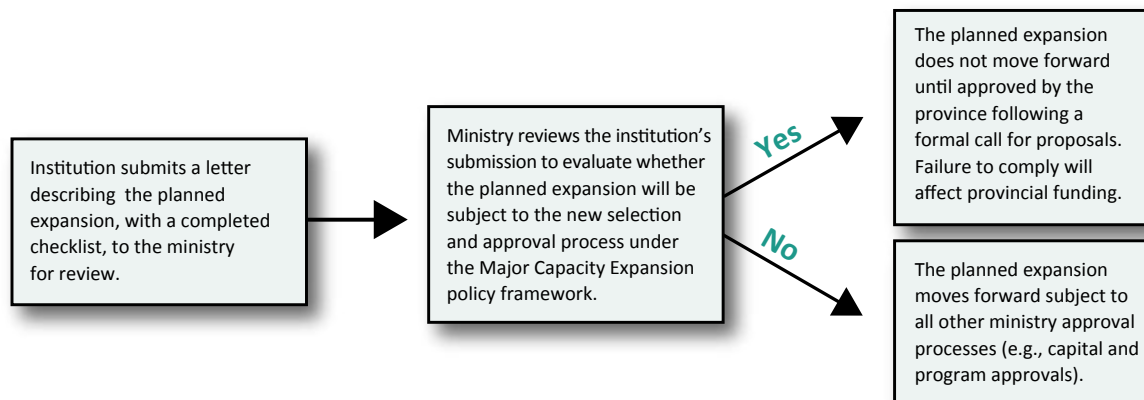 Institution submits a letter
describing the planned
expansion, with a completed
checklist, to the ministry
for review.
Ministry reviews the institution’s
submission to evaluate whether
the planned expansion will be
subject to the new selection
and approval process under
the Major Capacity Expansion
policy framework.
Yes
The planned expansion
does not move forward
until approved by the
province following a
formal call for proposals.
Failure to comply will
affect provincial funding.
No
The planned expansion
moves forward subject to
all other ministry approval
processes (e.g., capital and
program approvals).